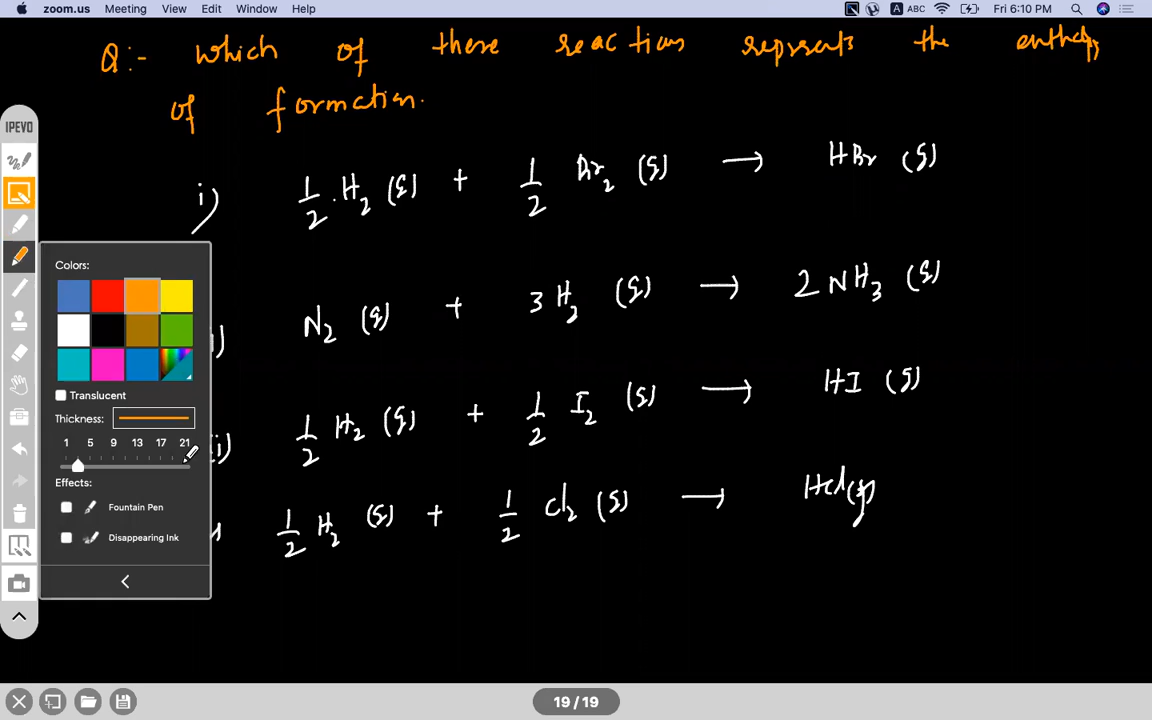 zoom.us Meeting View Edit Window Help A ABC Fri 6:10 PM
Q:- which of these reactions represents the enthalpy
of formation.
IPEVO
i) 1/2 . H2 (g) + 1/2 Br2 (g) → HBr (g)
Colors:
) N2 (g) + 3 H2 (g) → 2 NH3 (g)
Translucent
Thickness:
1 5 9 13 17 21
i) 1/2 H2 (g) + 1/2 I2 (g) → HI (g)
Effects:
Fountain Pen
1/2 H2 (g) + 1/2 Cl2 (g) → HCl(g)
Disappearing Ink
19 / 19